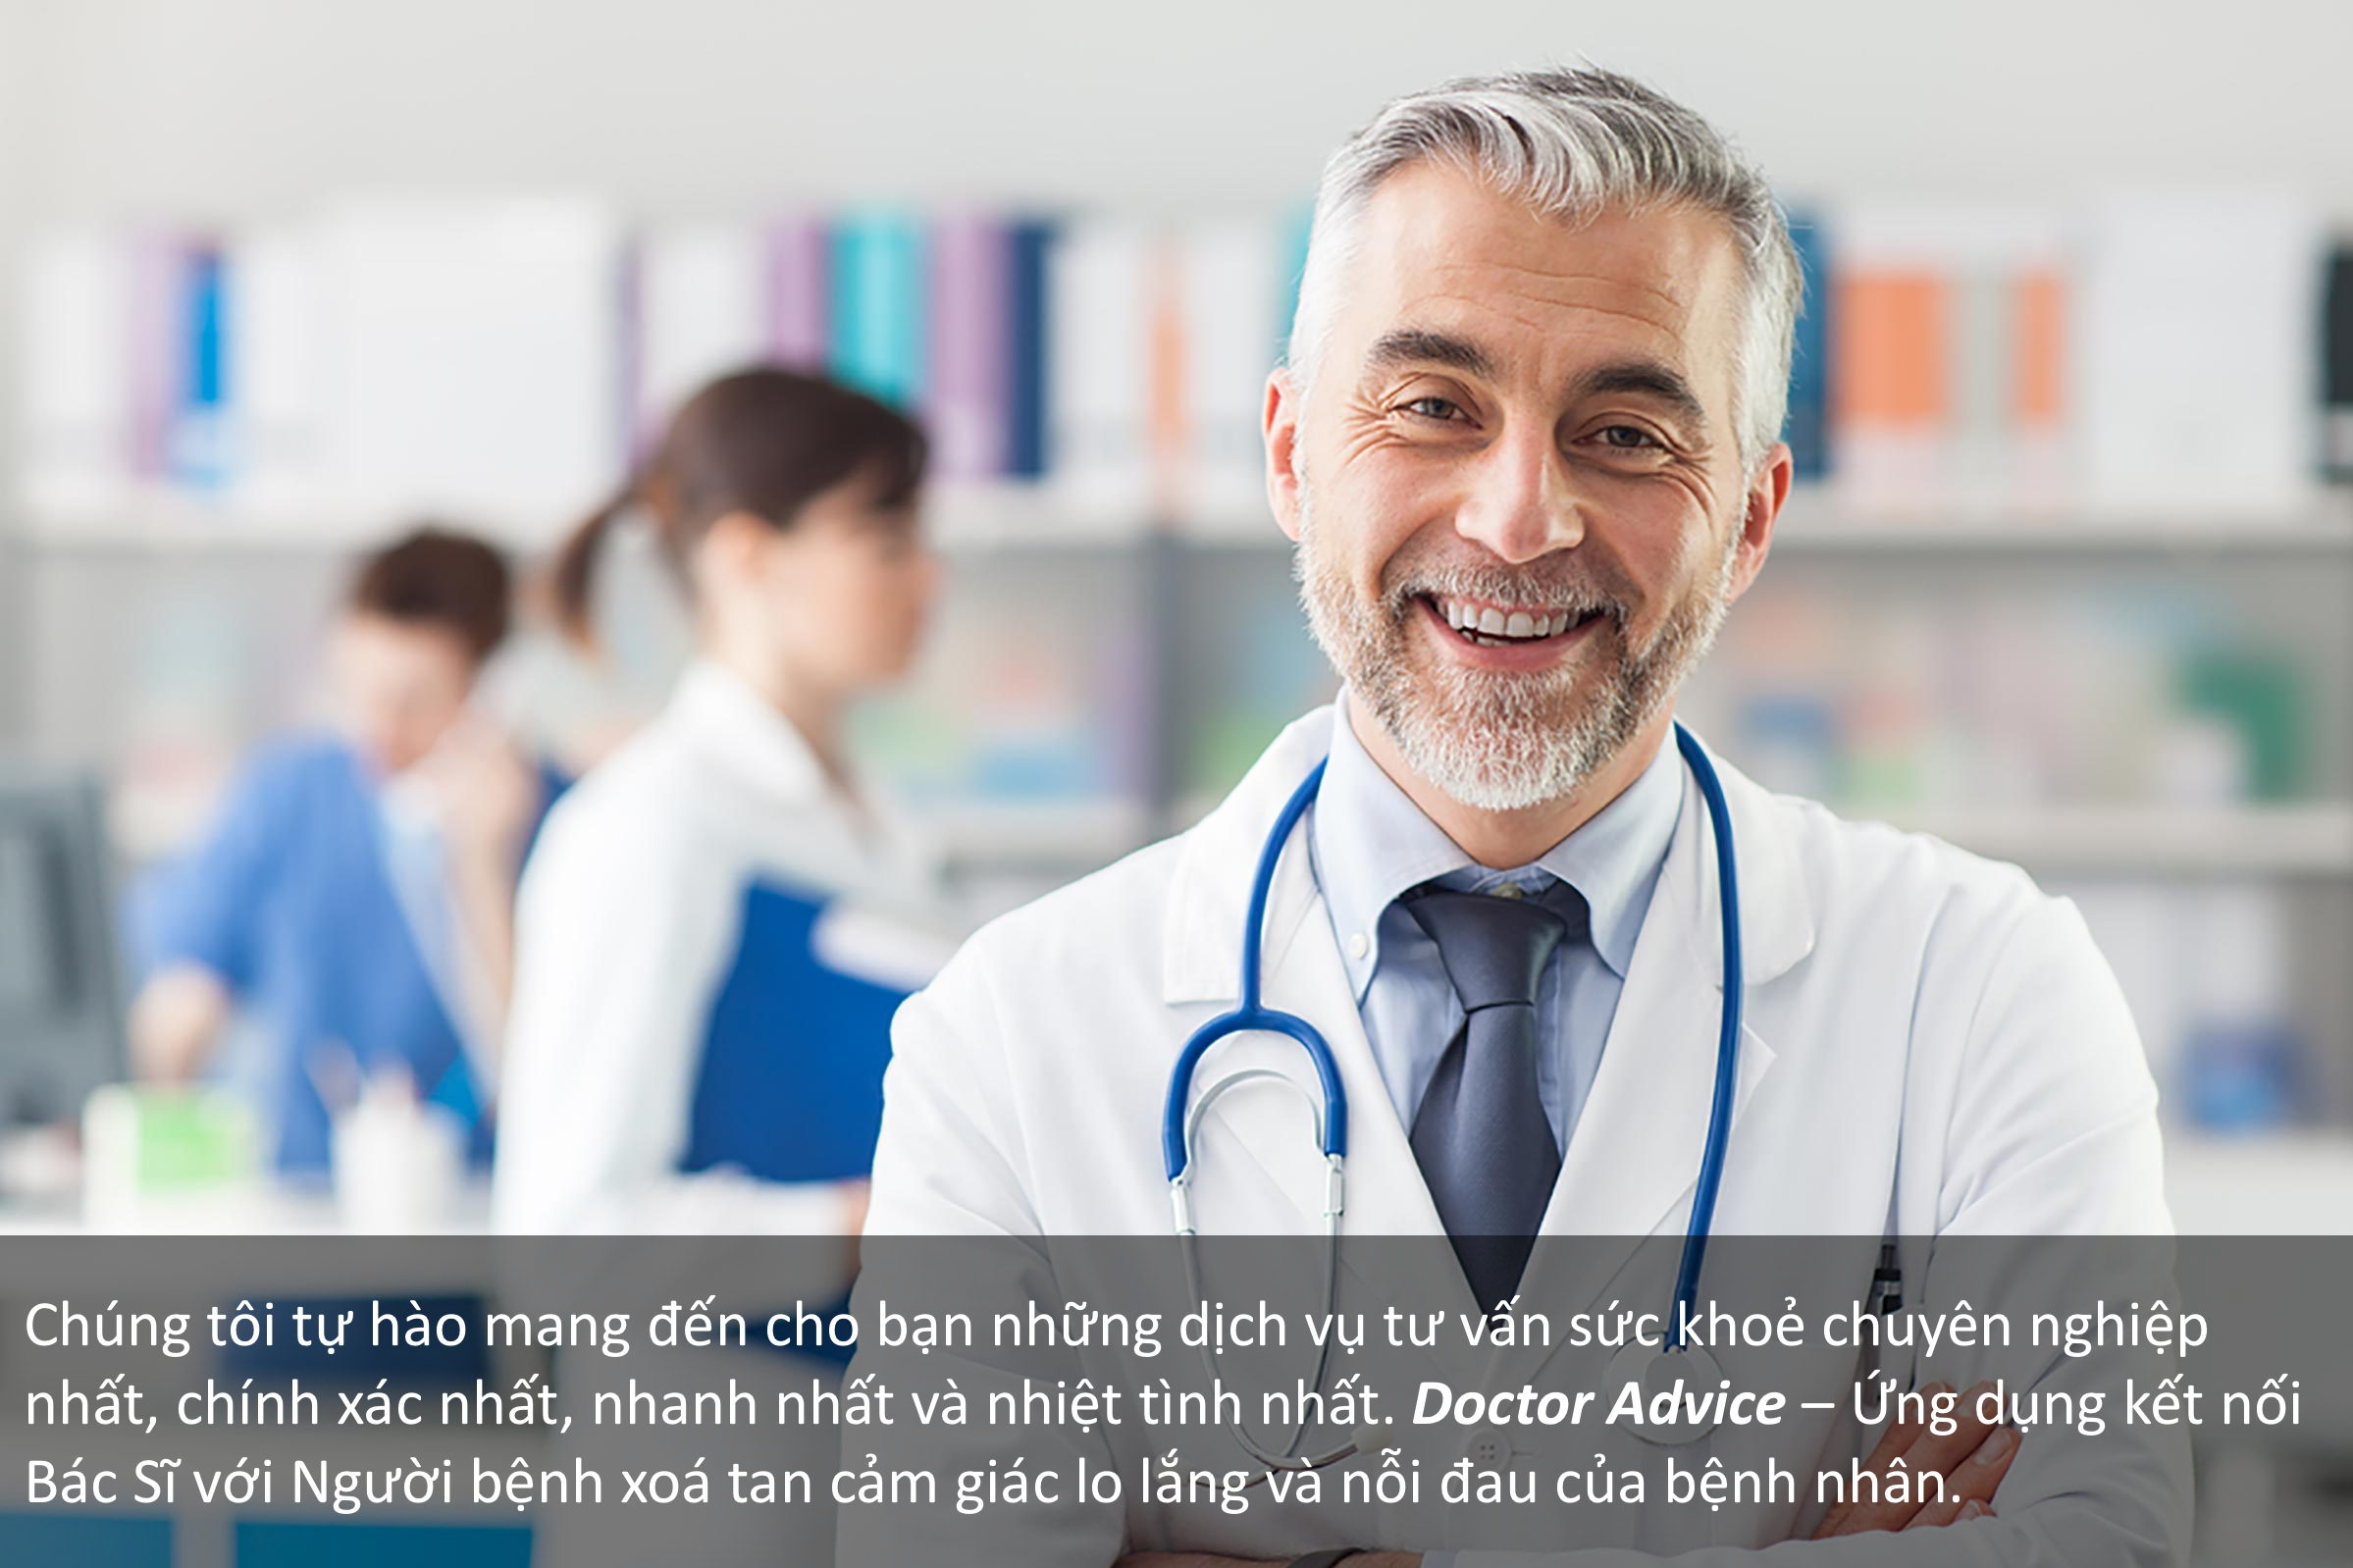 Chúng tôi tự hào mang đến cho bạn những dịch vụ tư vấn sức khoẻ chuyên nghiệp
nhất, chính xác nhất, nhanh nhất và nhiệt tình nhất. Doctor Advice – Ứng dụng kết nối
Bác Sĩ với Người bệnh xoá tan cảm giác lo lắng và nỗi đau của bệnh nhân.